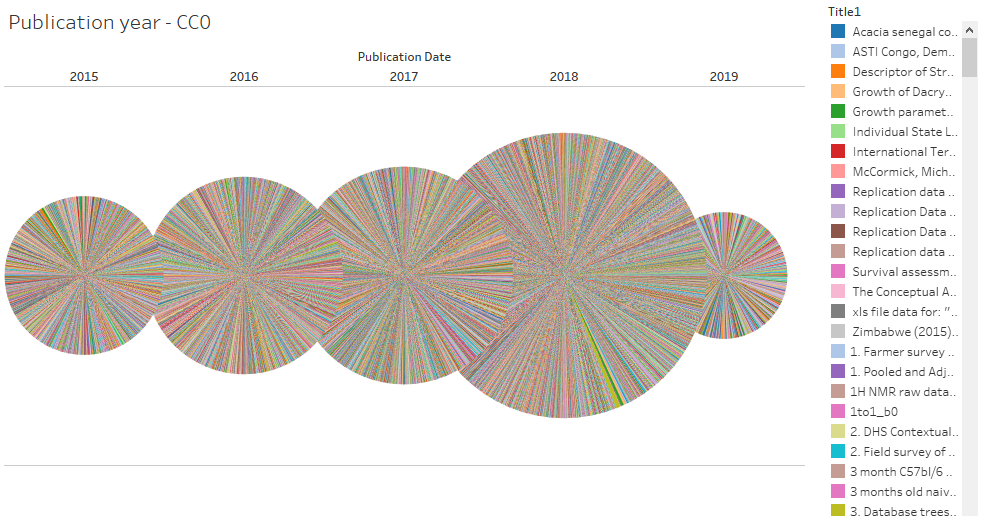 Publication year - CC0
Publication Date
2015 2016 2017 2018 2019
Title1
Acacia senegal co..
ASTI Congo, Dem..
Descriptor of Str..
Growth of Dacry..
Growth paramet..
Individual State L..
International Ter..
McCormick, Mich..
Replication data ..
Replication Data ..
Replication Data ..
Replication data ..
Survival assessm..
The Conceptual A..
xls file data for: "..
Zimbabwe (2015)..
1. Farmer survey ..
1. Pooled and Adj..
1H NMR raw data..
1to1_b0
2. DHS Contextual..
2. Field survey of ..
3 month C57bl/6 ..
3 months old naiv..
3. Database trees..